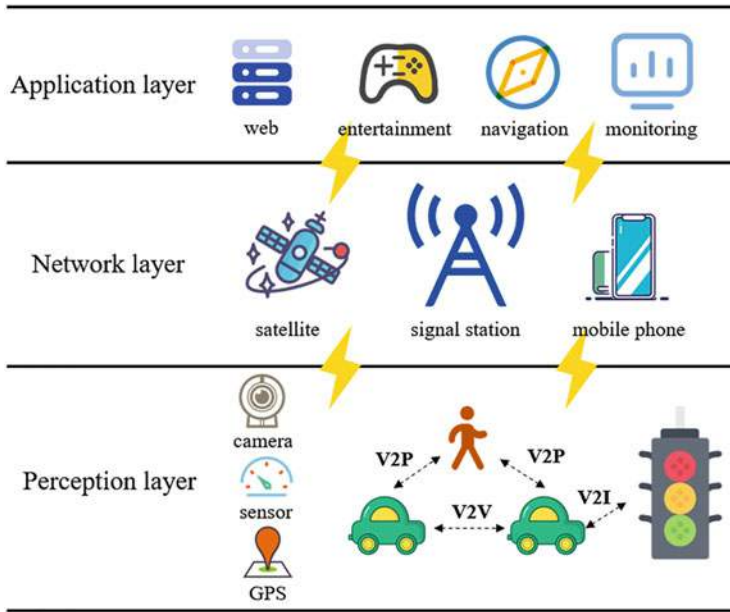 Application layer
web
entertainment
navigation
monitoring
Network layer
satellite
signal station
mobile phone
Perception layer
camera
sensor
GPS
V2P
V2P
V2V
V2I